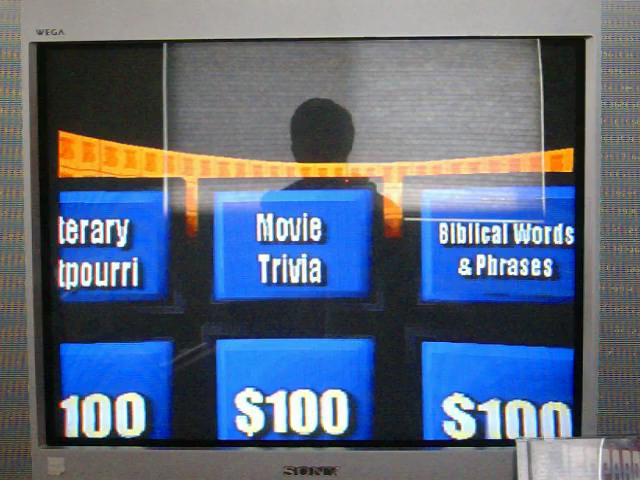 WEGA
terary
tpourri
Movie
Trivia
Biblical Words
& Phrases
100
$100
$100
SONY